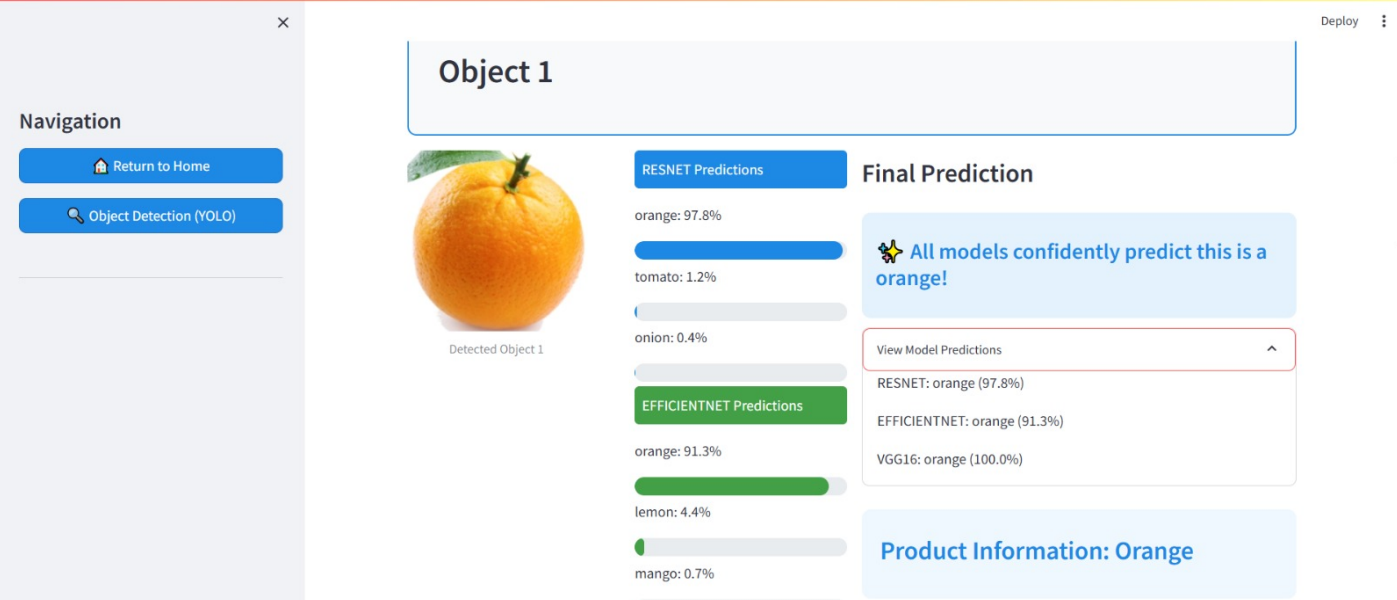 Deploy
Navigation
Return to Home
Object Detection (YOLO)
Object 1
Detected Object 1
RESNET Predictions
orange: 97.8%
tomato: 1.2%
onion: 0.4%
EFFICIENTNET Predictions
orange: 91.3%
lemon: 4.4%
mango: 0.7%
Final Prediction
All models confidently predict this is a
orange!
View Model Predictions
RESNET: orange (97.8%)
EFFICIENTNET: orange (91.3%)
VGG16: orange (100.0%)
Product Information: Orange